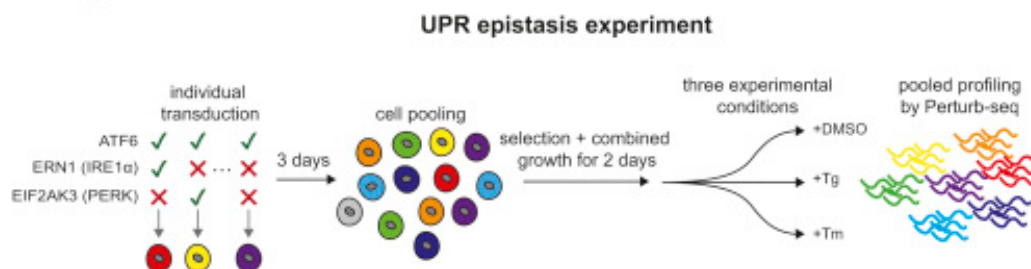 UPR epistasis experiment
individual
transduction
ATF6
ERN1 (IRE1α)
...
EIF2AK3 (PERK)
3 days
cell pooling
selection + combined
growth for 2 days
three experimental
conditions
+DMSO
+Tg
+Tm
pooled profiling
by Perturb-seq